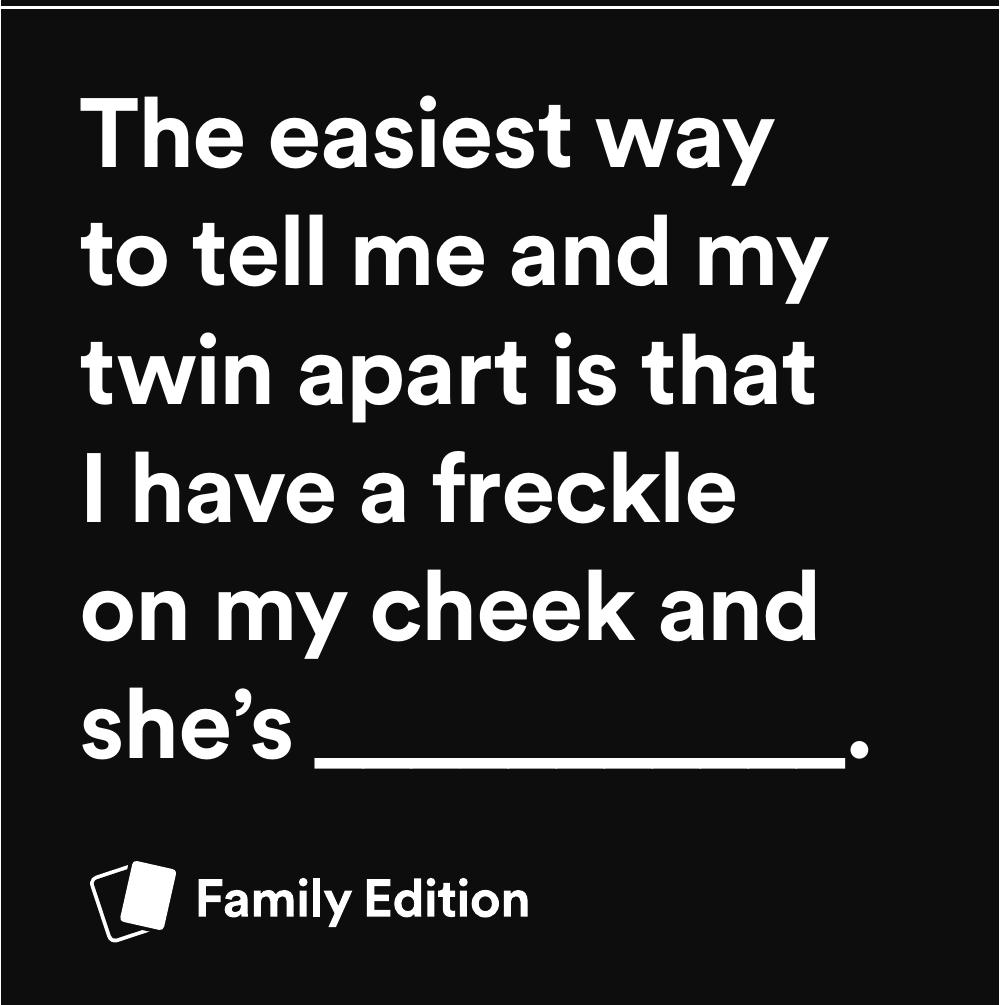 The easiest way
to tell me and my
twin apart is that
I have a freckle
on my cheek and
she’s ___________.
Family Edition